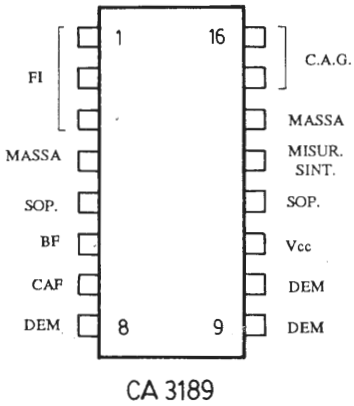 1 16
C.A.G.
FI
MASSA
MASSA
MISUR.
SINT.
SOP.
SOP.
BF
Vcc
CAF
DEM
DEM
8 9
DEM
CA 3189